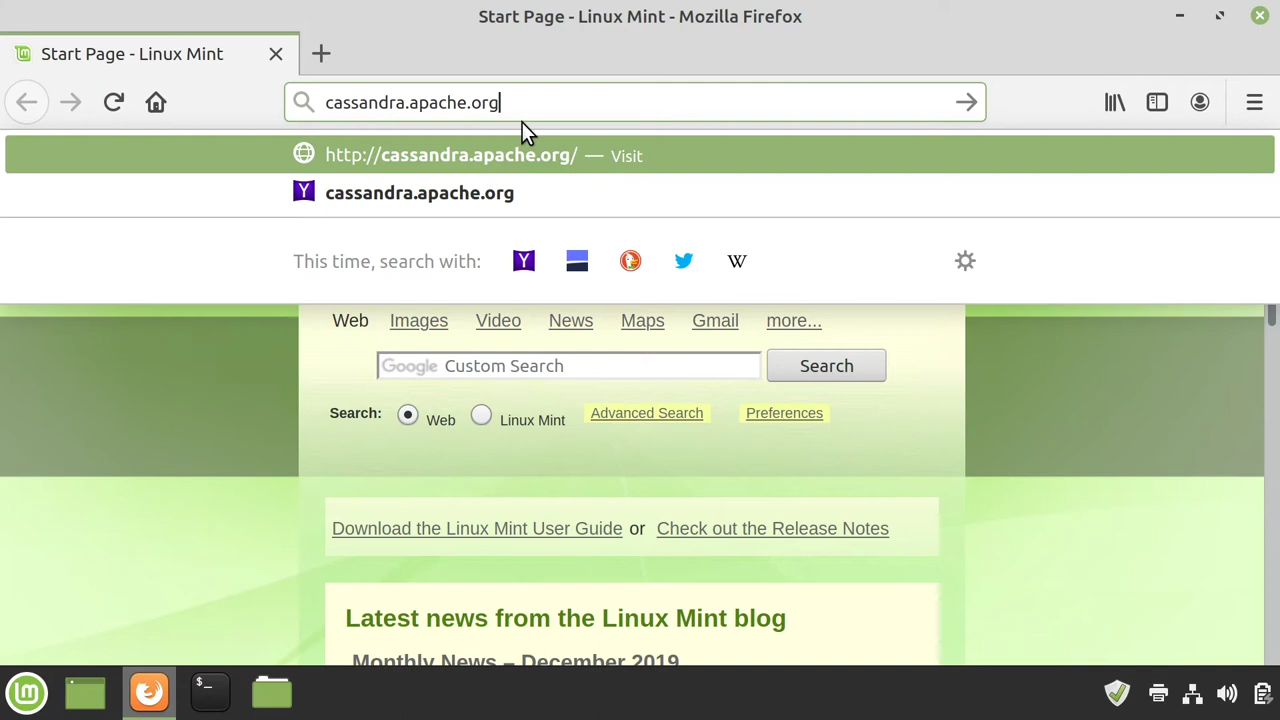 Start Page - Linux Mint - Mozilla Firefox
Start Page - Linux Mint
cassandra.apache.org
http://cassandra.apache.org/ — Visit
cassandra.apache.org
This time, search with:
Web Images Video News Maps Gmail more...
Google Custom Search Search
Search: Web Linux Mint Advanced Search Preferences
Download the Linux Mint User Guide or Check out the Release Notes
Latest news from the Linux Mint blog
Monthly News – December 2019